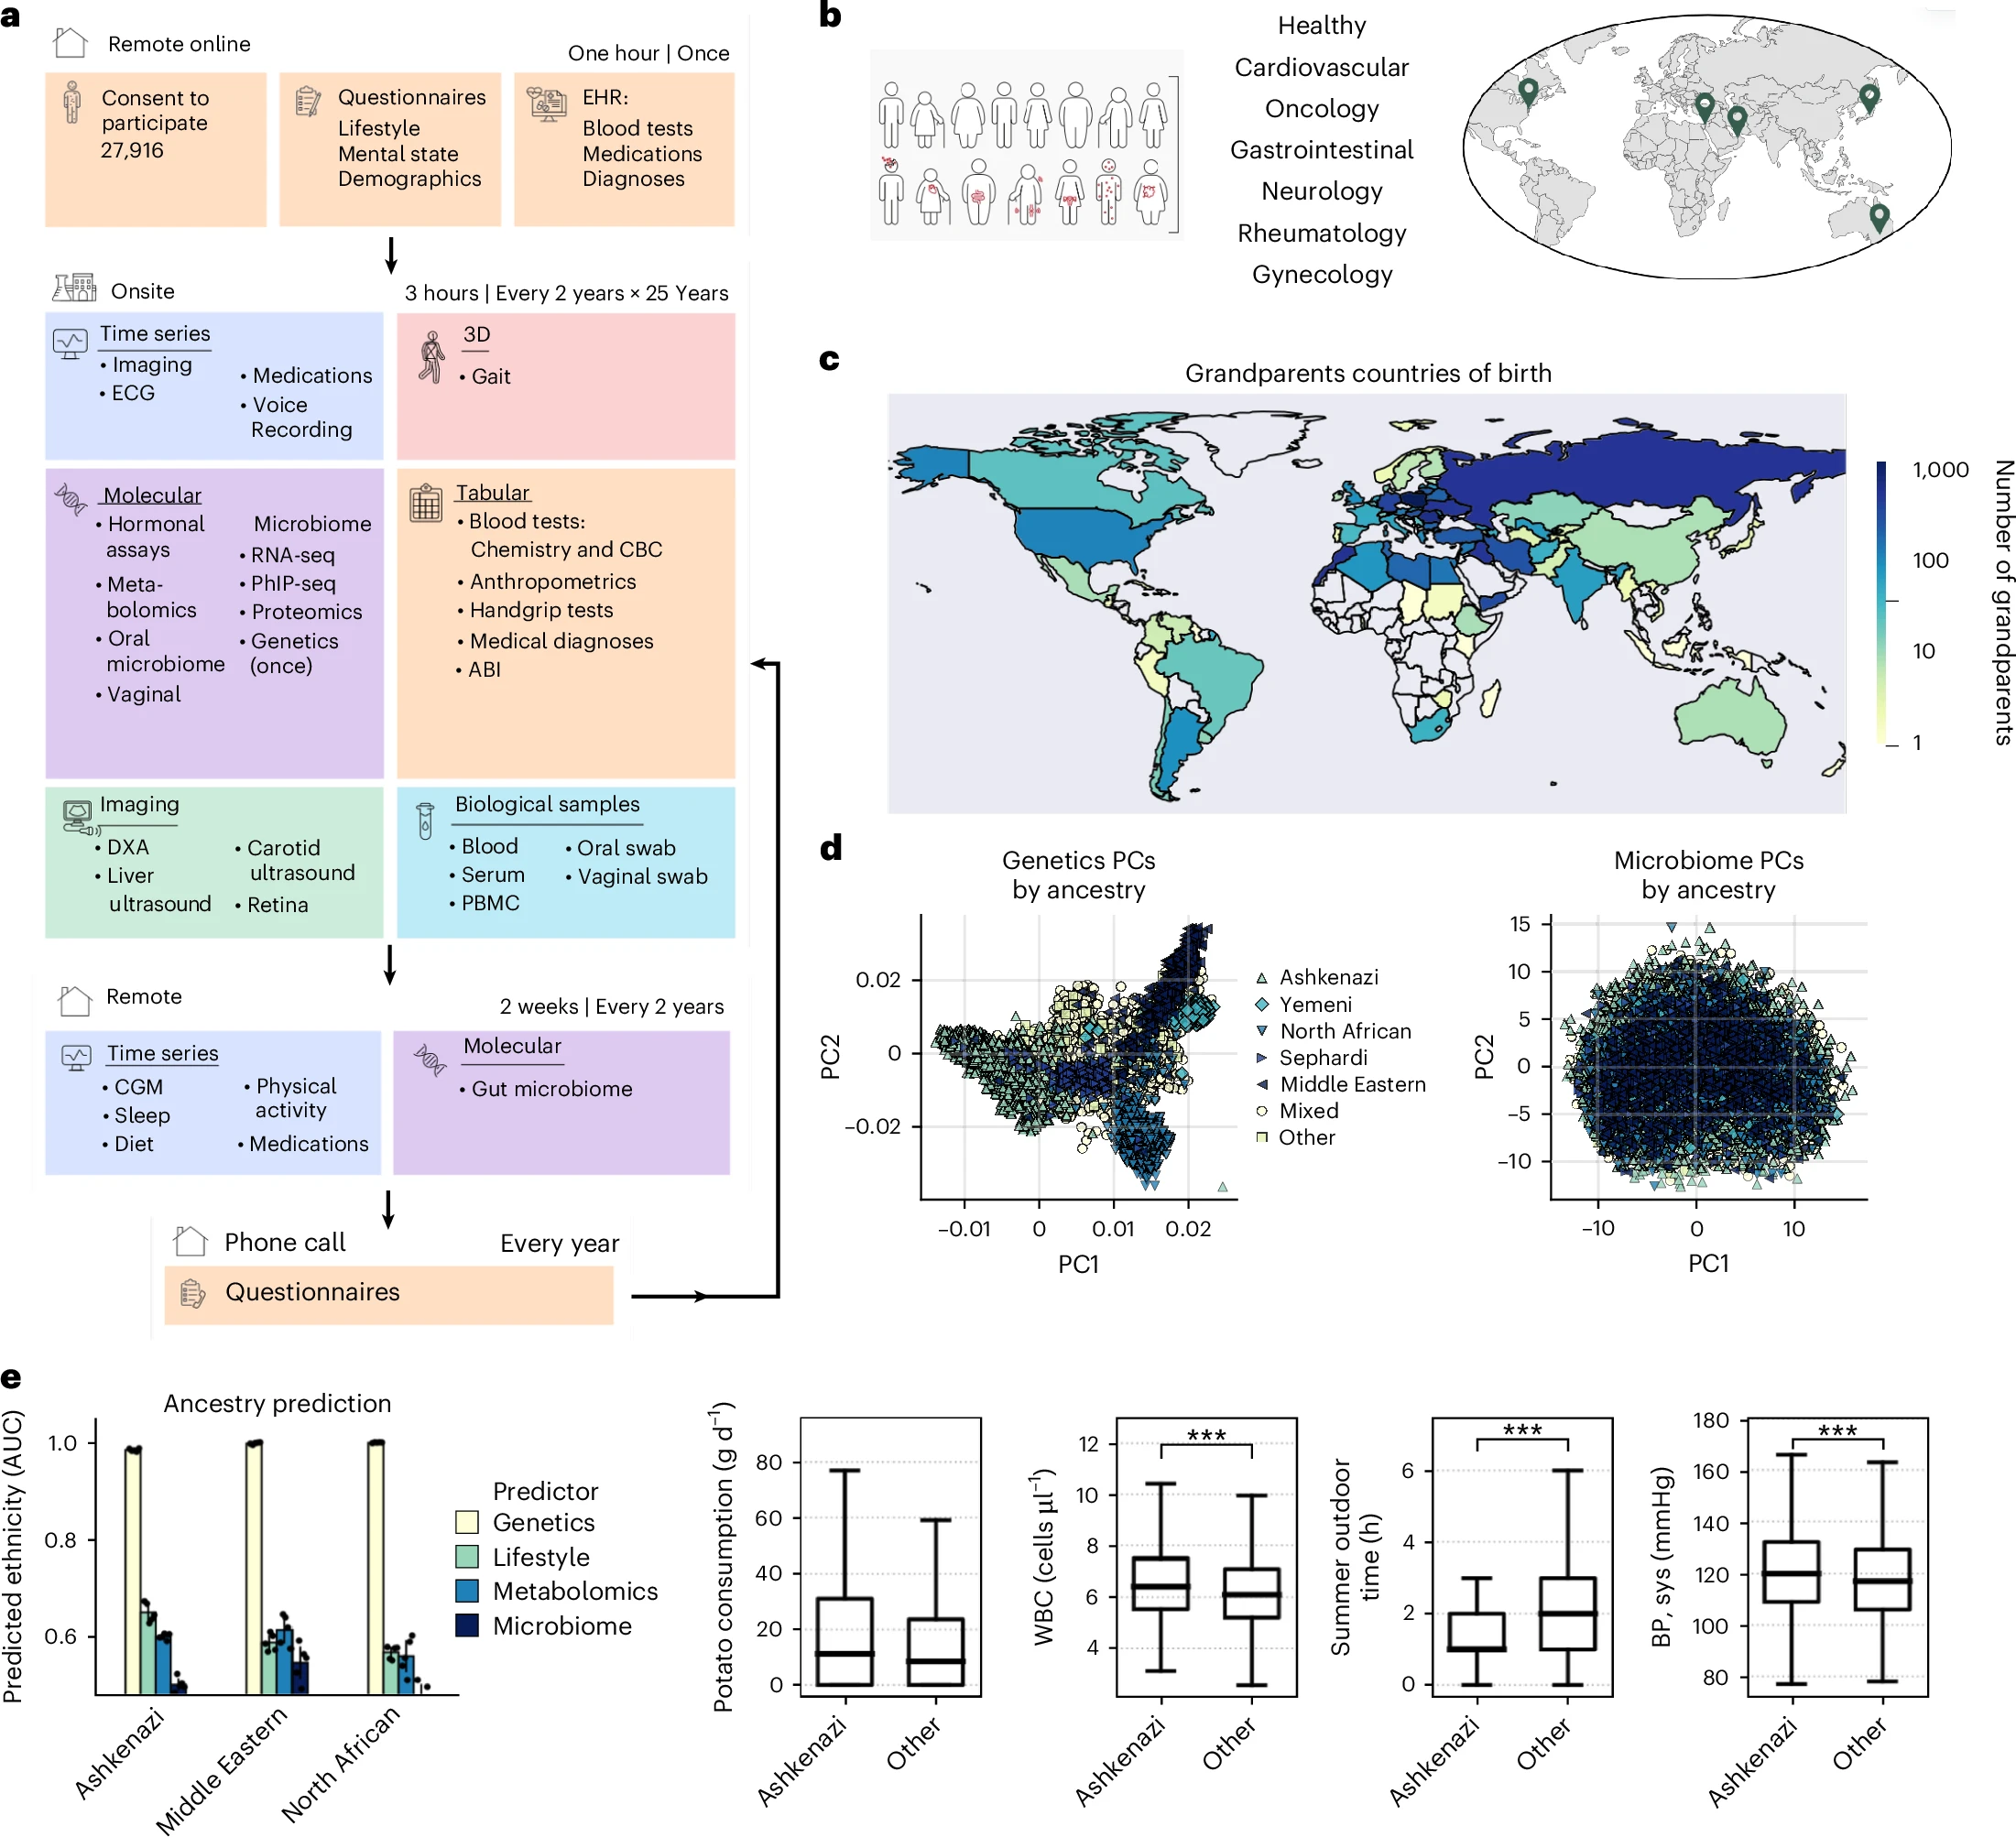 a
Remote online
One hour | Once
Consent to
participate
27,916
Questionnaires
Lifestyle
Mental state
Demographics
EHR:
Blood tests
Medications
Diagnoses
Onsite
3 hours | Every 2 years × 25 Years
Time series
• Imaging
• ECG
• Medications
• Voice
Recording
3D
• Gait
Molecular
• Hormonal
assays
• Meta-
bolomics
• Oral
microbiome
• Vaginal
Microbiome
• RNA-seq
• PhIP-seq
• Proteomics
• Genetics
(once)
Tabular
• Blood tests:
Chemistry and CBC
• Anthropometrics
• Handgrip tests
• Medical diagnoses
• ABI
Imaging
• DXA
• Liver
ultrasound
• Carotid
ultrasound
• Retina
Biological samples
• Blood
• Serum
• PBMC
• Oral swab
• Vaginal swab
Remote
2 weeks | Every 2 years
Time series
• CGM
• Sleep
• Diet
• Physical
activity
• Medications
Molecular
• Gut microbiome
Phone call
Every year
Questionnaires
b
Healthy
Cardiovascular
Oncology
Gastrointestinal
Neurology
Rheumatology
Gynecology
c
Grandparents countries of birth
1,000
100
10
1
Number of grandparents
d
Genetics PCs
by ancestry
PC2
0.02
0
−0.02
−0.01
0
0.01
0.02
PC1
Ashkenazi
Yemeni
North African
Sephardi
Middle Eastern
Mixed
Other
Microbiome PCs
by ancestry
PC2
15
10
5
0
−5
−10
−10
0
10
PC1
e
Ancestry prediction
Predicted ethnicity (AUC)
1.0
0.8
0.6
Ashkenazi
Middle Eastern
North African
Predictor
Genetics
Lifestyle
Metabolomics
Microbiome
Potato consumption (g d−1)
80
60
40
20
0
Ashkenazi
Other
WBC (cells µl−1)
12
10
8
6
4
***
Ashkenazi
Other
Summer outdoor
time (h)
6
4
2
0
***
Ashkenazi
Other
BP, sys (mmHg)
180
160
140
120
100
80
***
Ashkenazi
Other